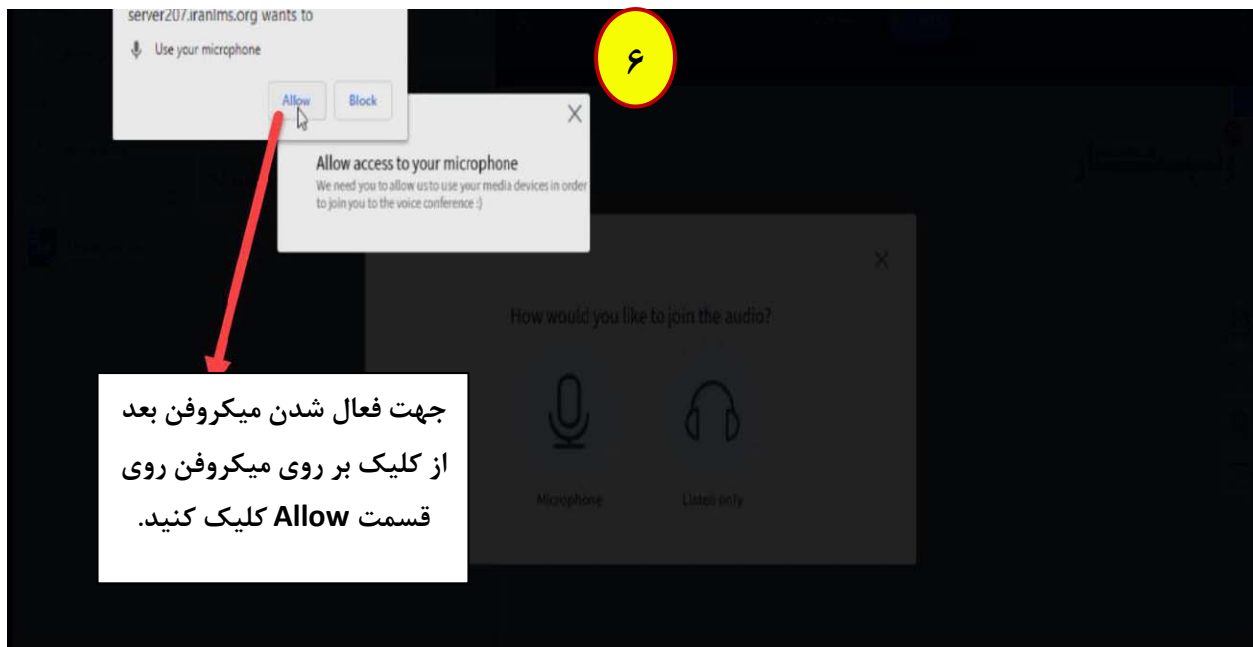 server207.iranlms.org wants to
Use your microphone
Allow
Block
۶
Allow access to your microphone
We need you to allow us to use your media devices in order
to join you to the voice conference :)
How would you like to join the audio?
Microphone
Listen only
جهت فعال شدن میکروفن بعد
از کلیک بر روی میکروفن روی
قسمت Allow کلیک کنید.